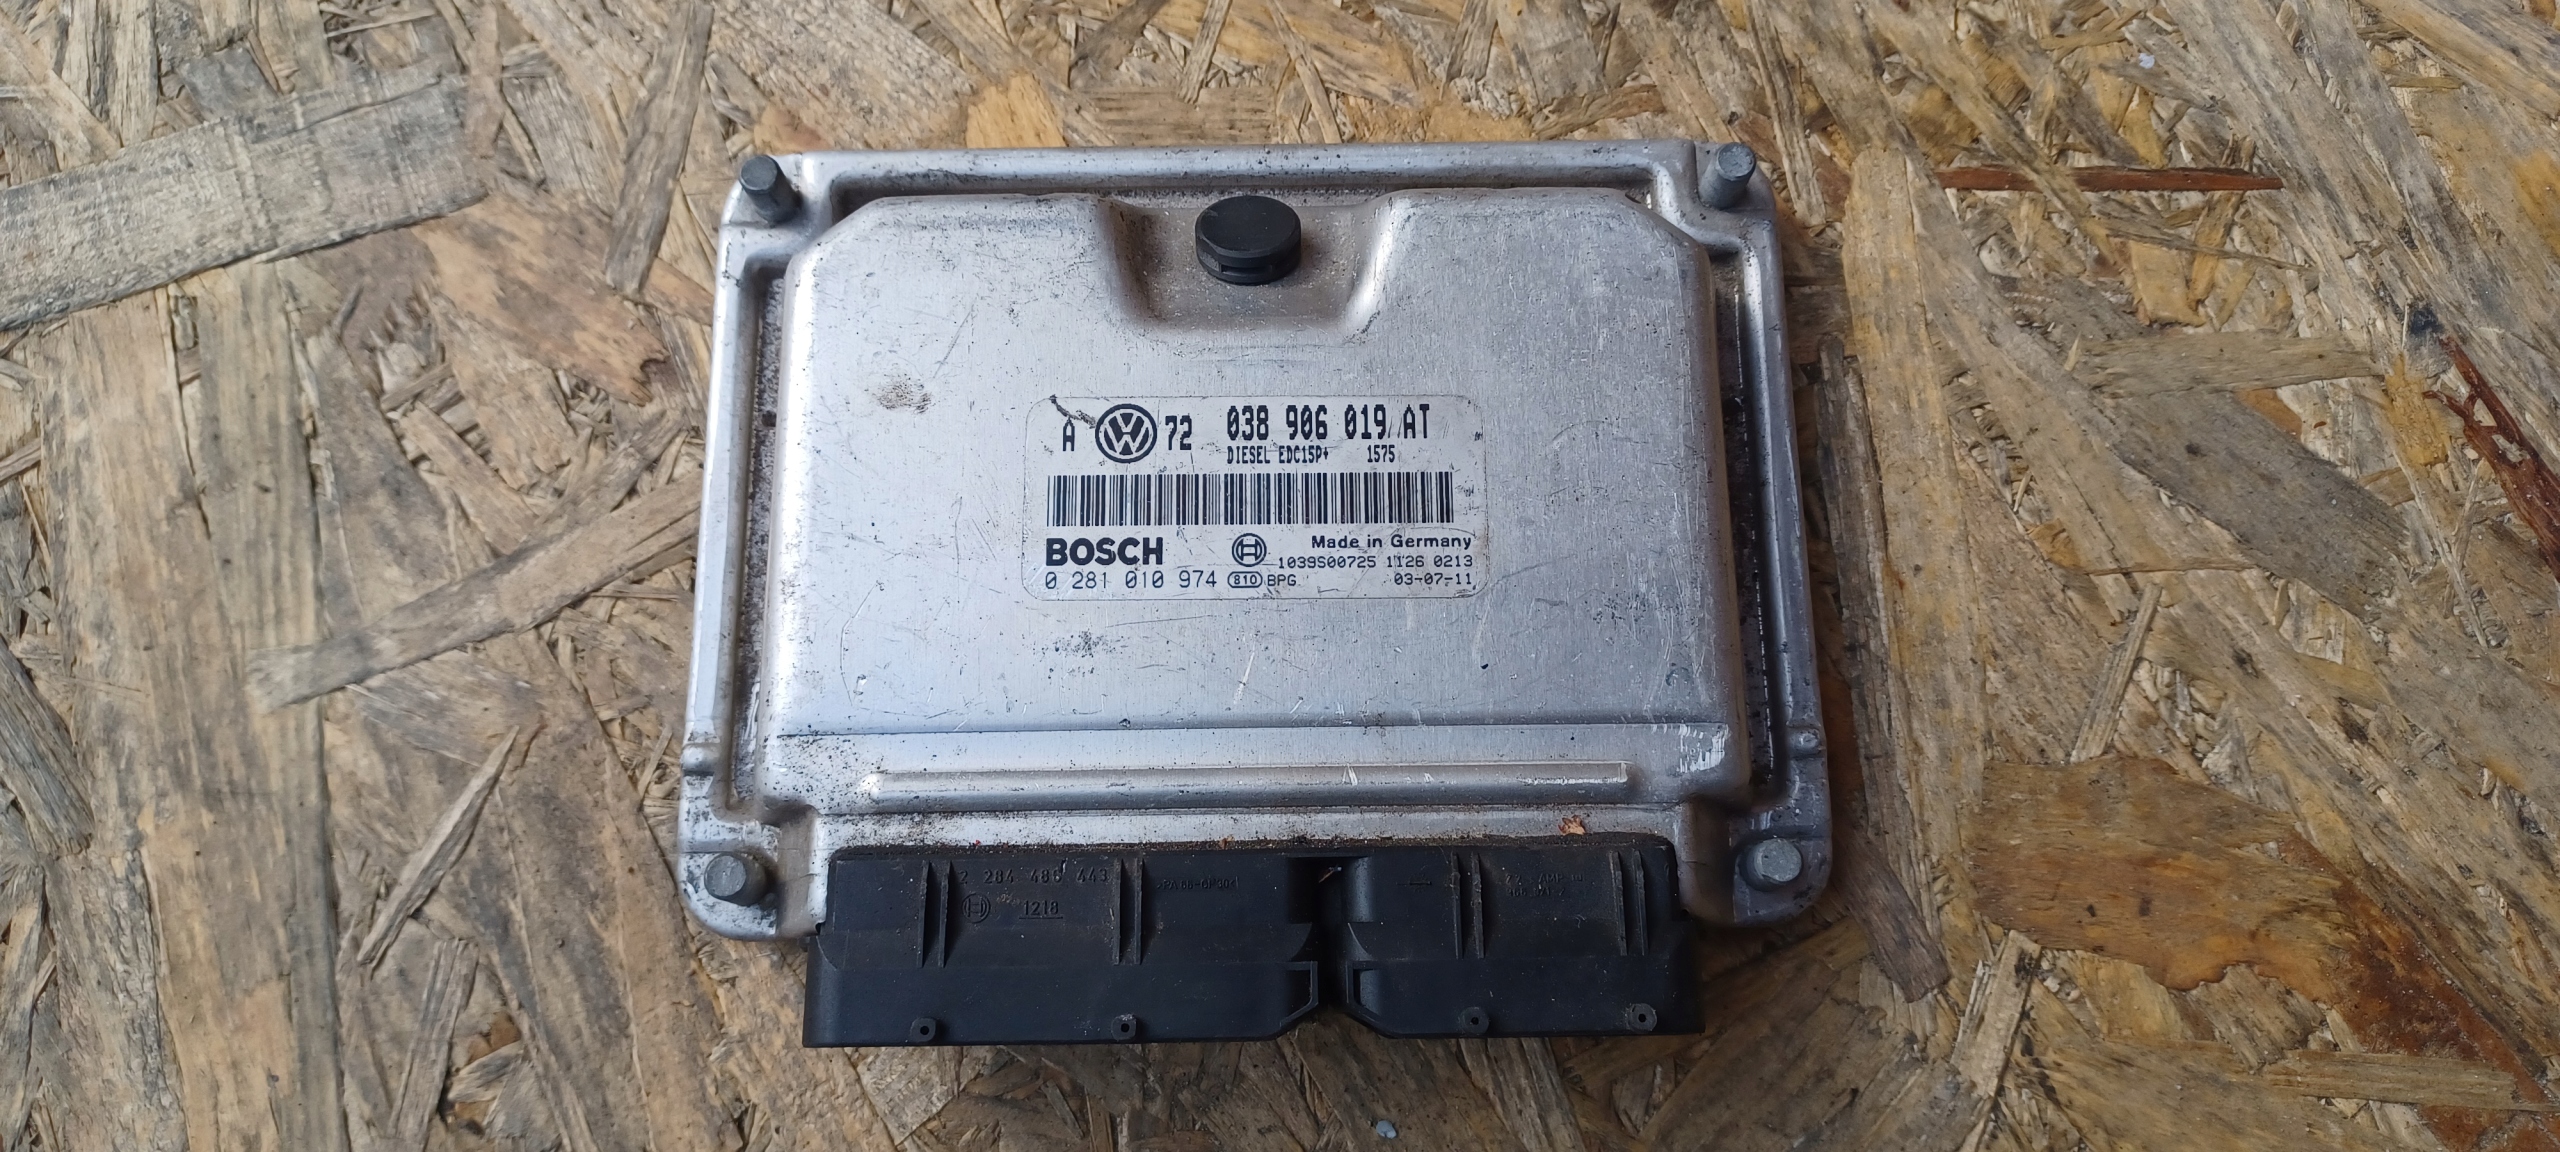 A VW 72 038 906 019 AT
DIESEL EDC15P+ 1575
BOSCH Made in Germany
1039S00725 1126 0213
0 281 010 974 810 BPG 03-07-11
2 284 486 443
1218